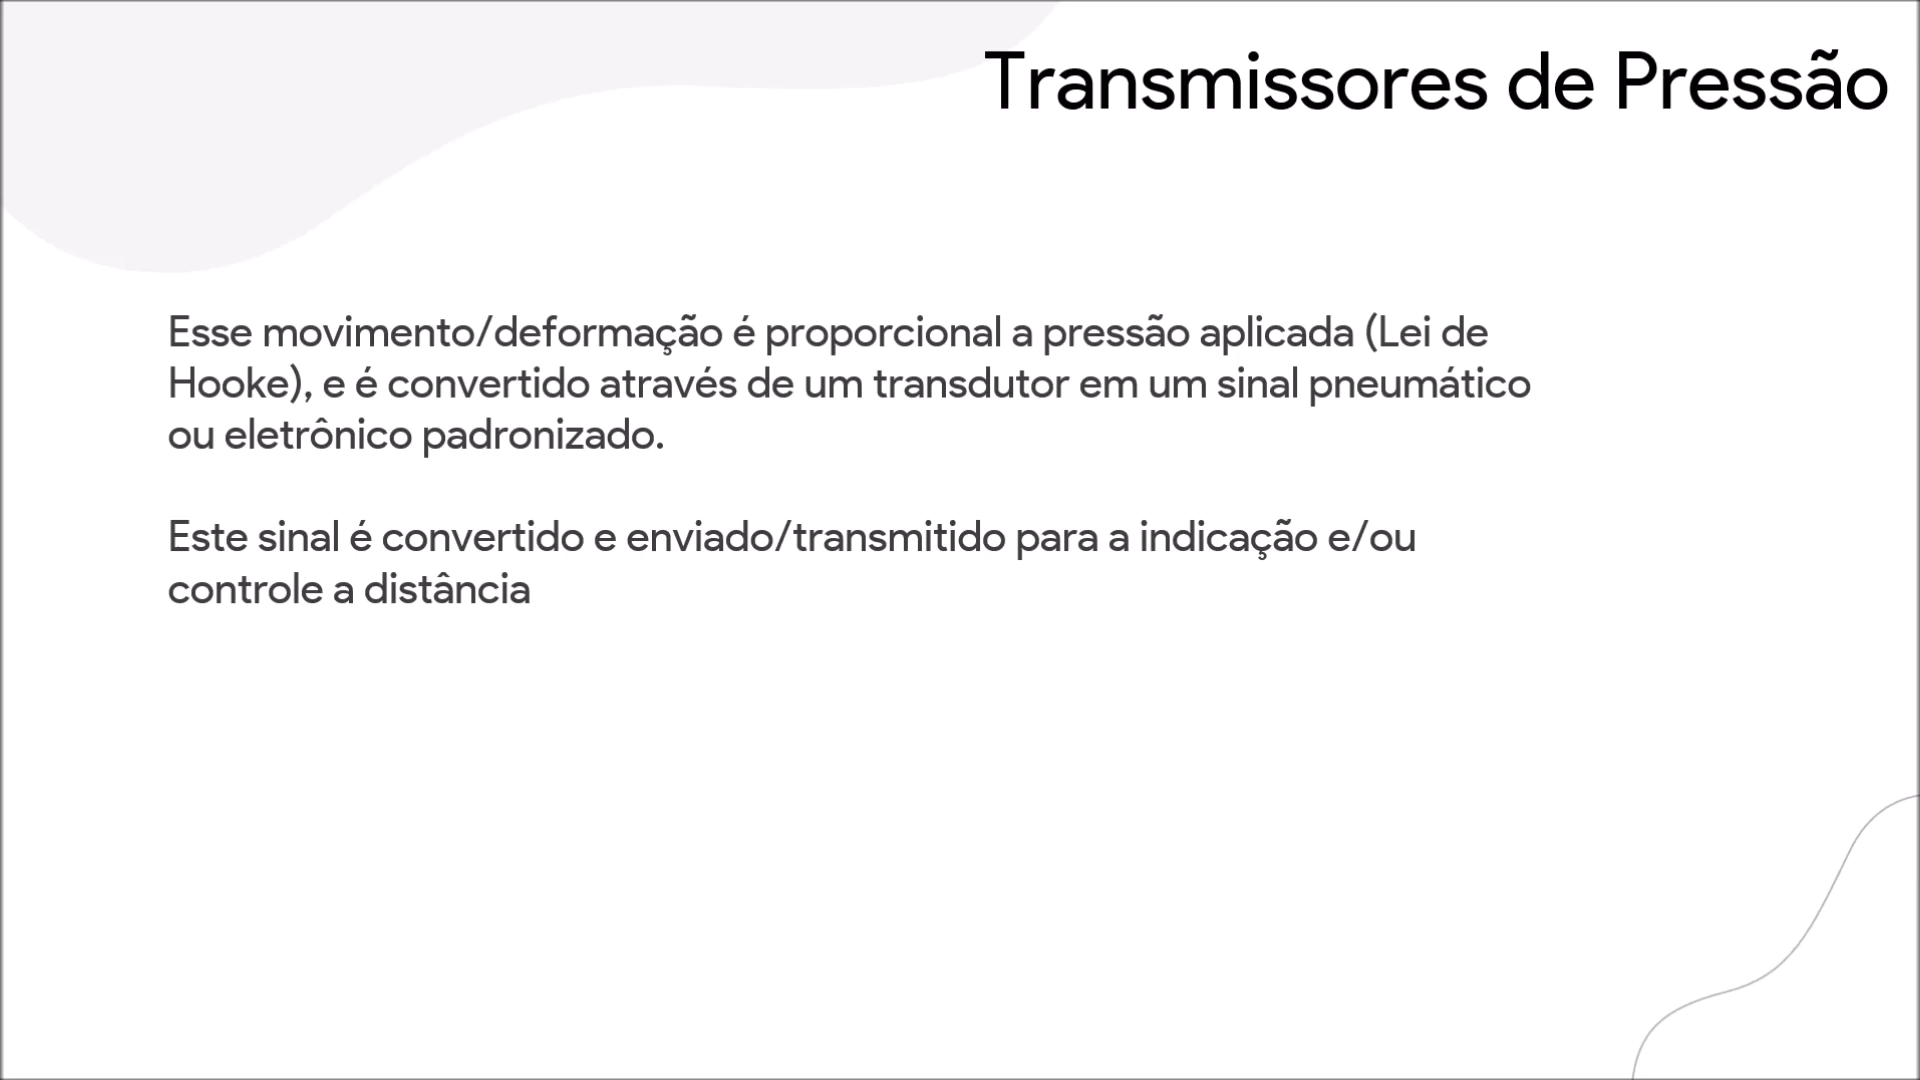 Transmissores de Pressão
Esse movimento/deformação é proporcional a pressão aplicada (Lei de
Hooke), e é convertido através de um transdutor em um sinal pneumático
ou eletrônico padronizado.
Este sinal é convertido e enviado/transmitido para a indicação e/ou
controle a distância